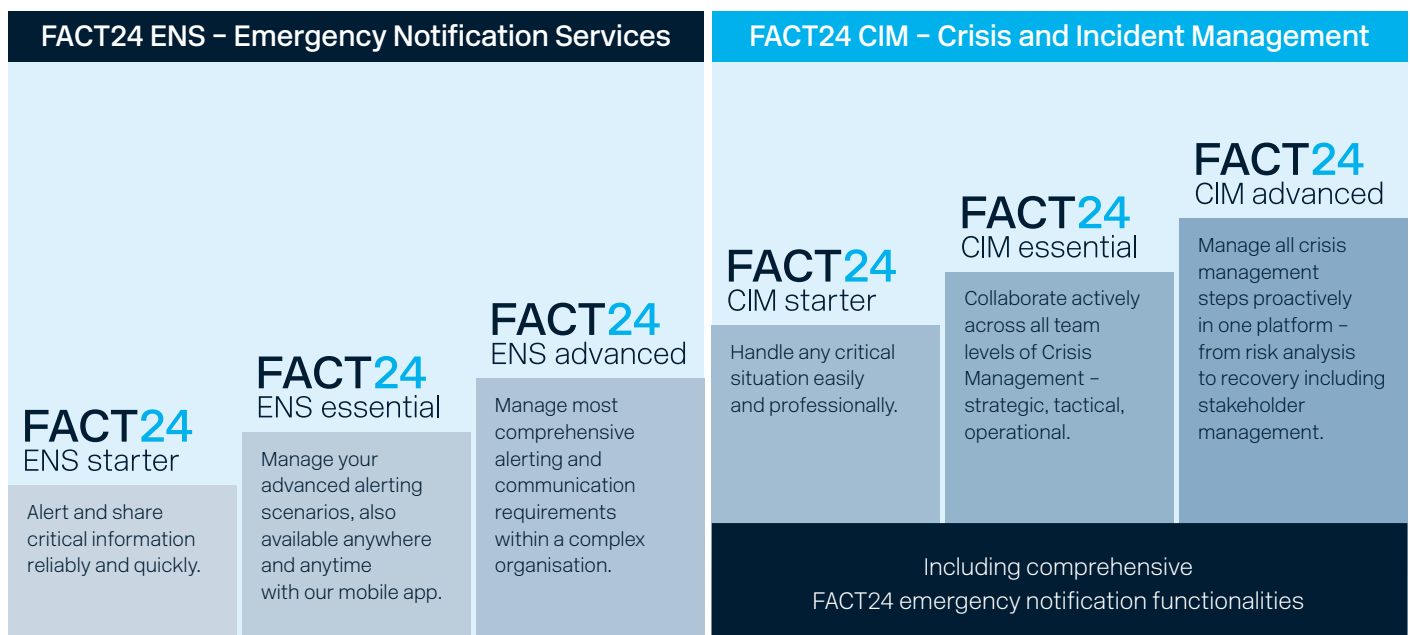 FACT24 ENS – Emergency Notification Services
FACT24
ENS starter
Alert and share
critical information
reliably and quickly.
FACT24
ENS essential
Manage your
advanced alerting
scenarios, also
available anywhere
and anytime
with our mobile app.
FACT24
ENS advanced
Manage most
comprehensive
alerting and
communication
requirements
within a complex
organisation.
FACT24 CIM – Crisis and Incident Management
FACT24
CIM starter
Handle any critical
situation easily
and professionally.
FACT24
CIM essential
Collaborate actively
across all team
levels of Crisis
Management –
strategic, tactical,
operational.
FACT24
CIM advanced
Manage all crisis
management
steps proactively
in one platform –
from risk analysis
to recovery including
stakeholder
management.
Including comprehensive
FACT24 emergency notification functionalities